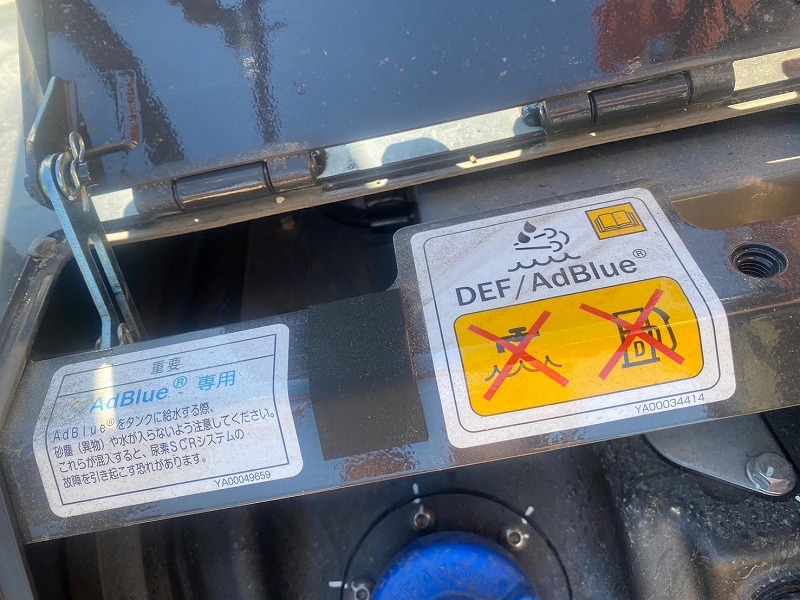 重要
AdBlue® 専用
AdBlue®をタンクに給水する際、
砂塵（異物）や水が入らないよう注意してください。
これらが混入すると、尿素SCRシステムの
故障を引き起こす恐れがあります。
YA00049659
DEF/AdBlue®
D
YA00034414
DEF/AdBlue®